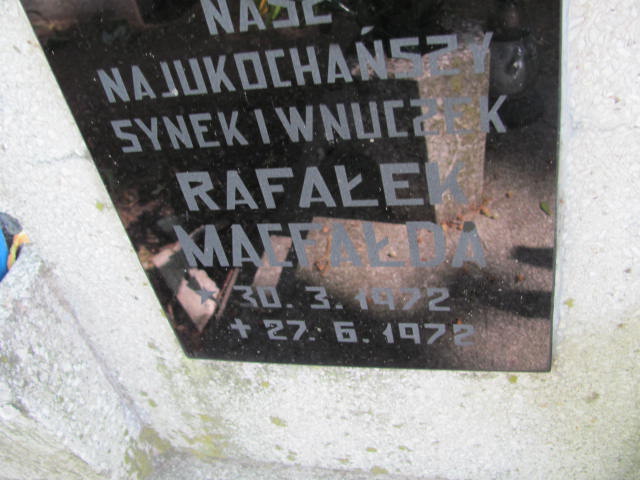 NASZ
NAJUKOCHAŃSZY
SYNEK I WNUCZEK
RAFAŁEK
MACFAŁDA
* 30. 3. 1972
+ 27. 6. 1972